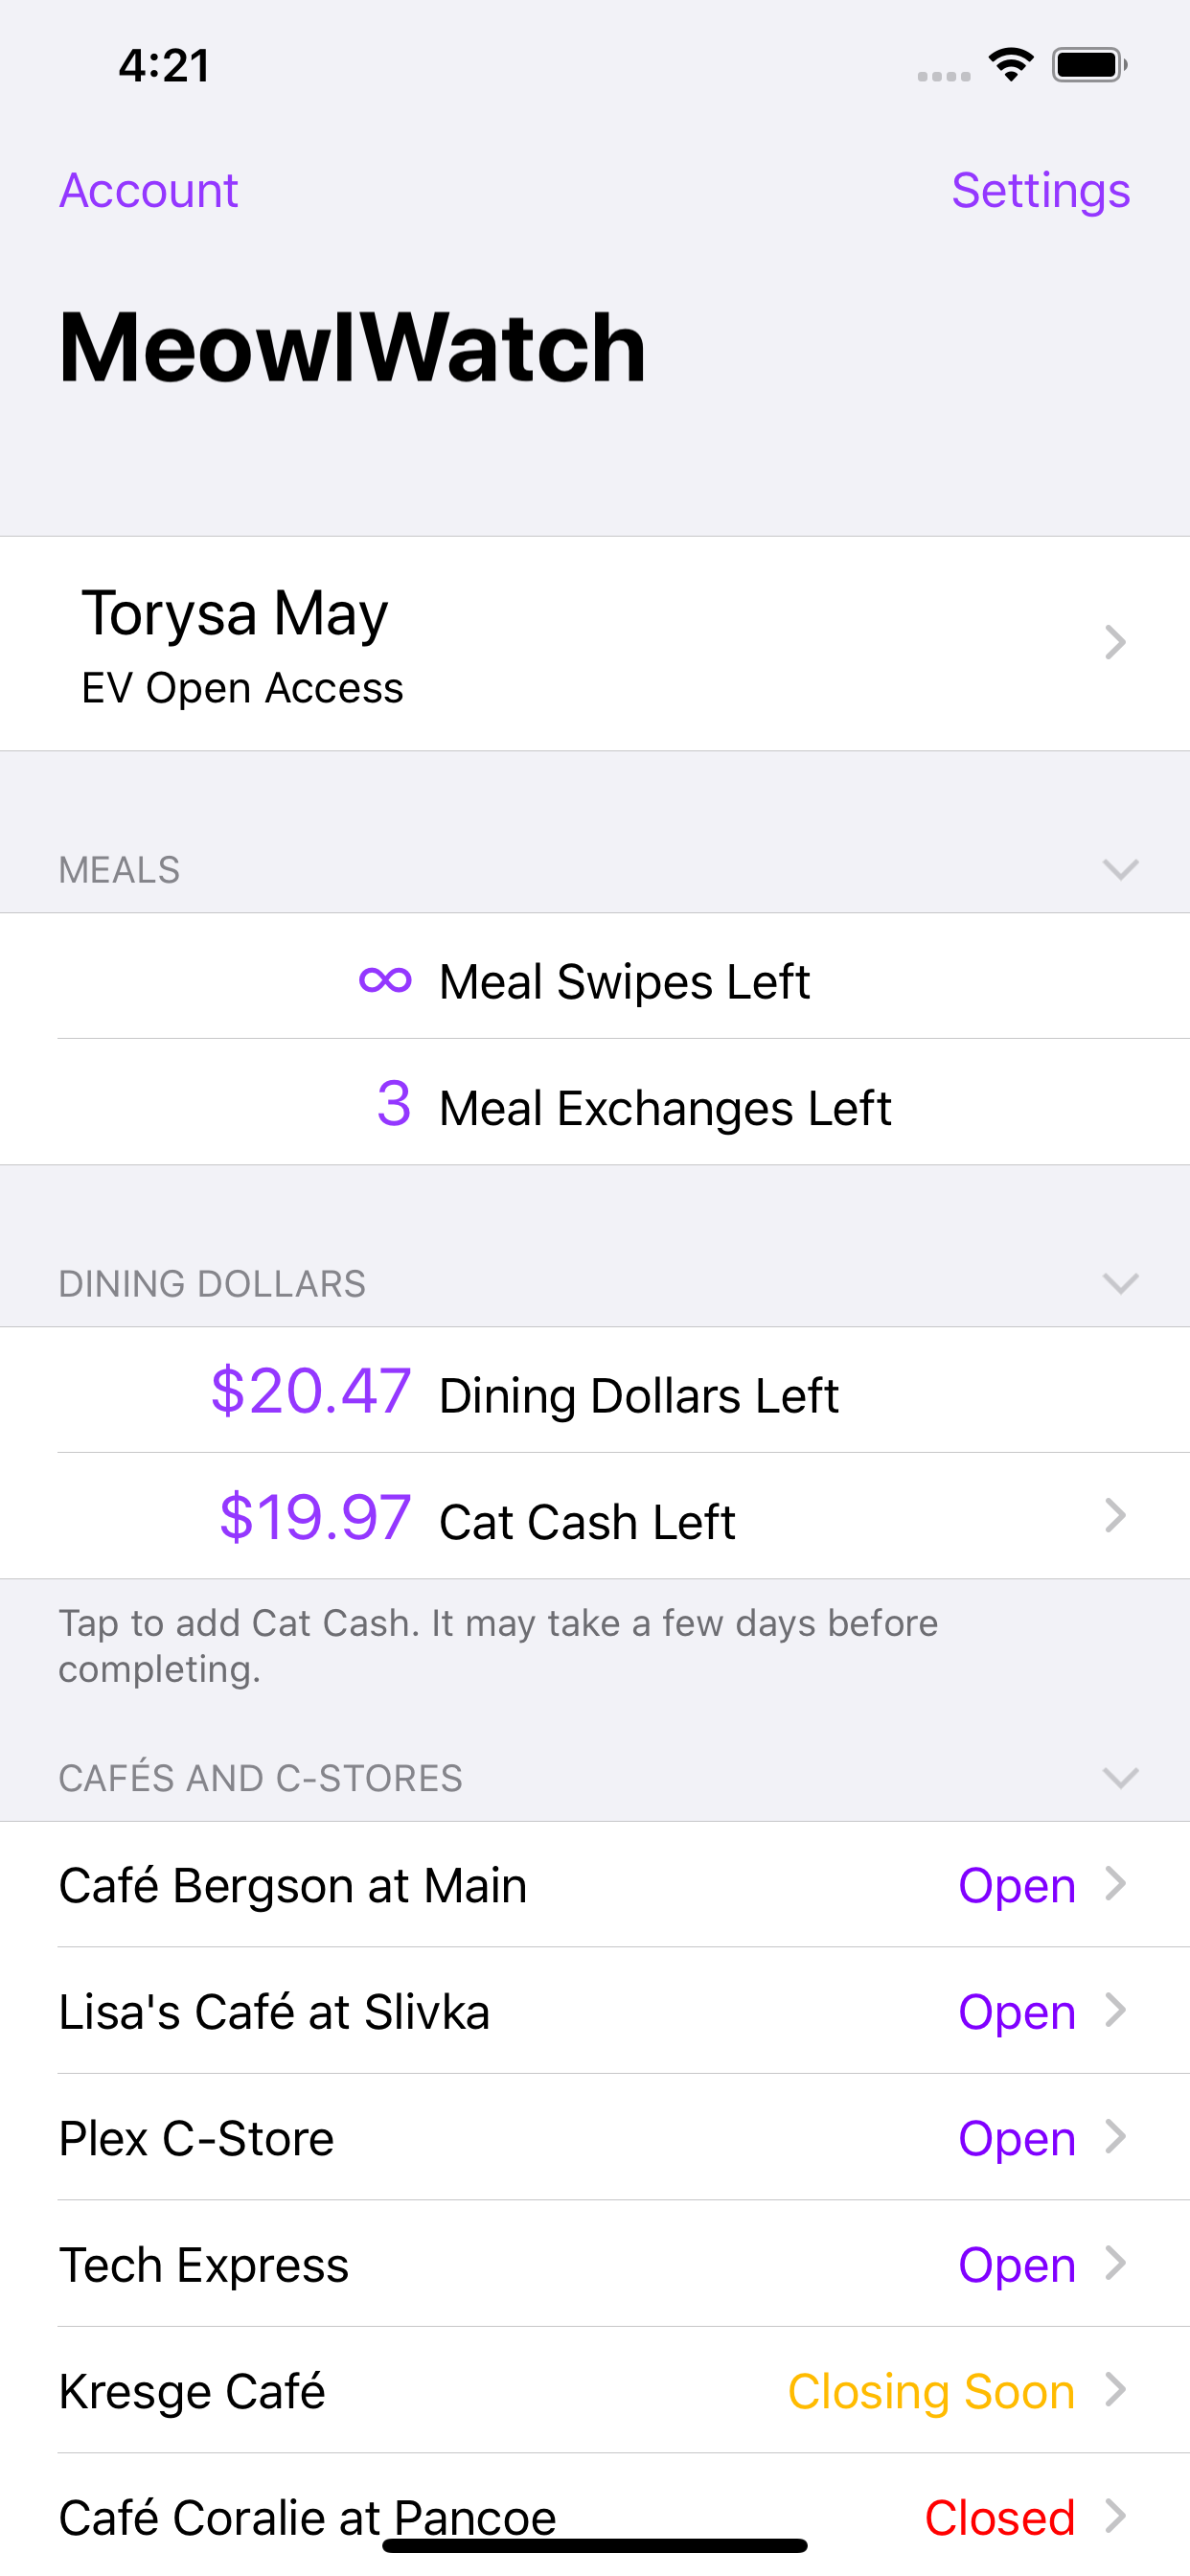 4:21
Account
Settings
MeowlWatch
Torysa May
EV Open Access
MEALS
∞ Meal Swipes Left
3 Meal Exchanges Left
DINING DOLLARS
$20.47 Dining Dollars Left
$19.97 Cat Cash Left
Tap to add Cat Cash. It may take a few days before
completing.
CAFÉS AND C-STORES
Café Bergson at Main Open
Lisa's Café at Slivka Open
Plex C-Store Open
Tech Express Open
Kresge Café Closing Soon
Café Coralie at Pancoe Closed